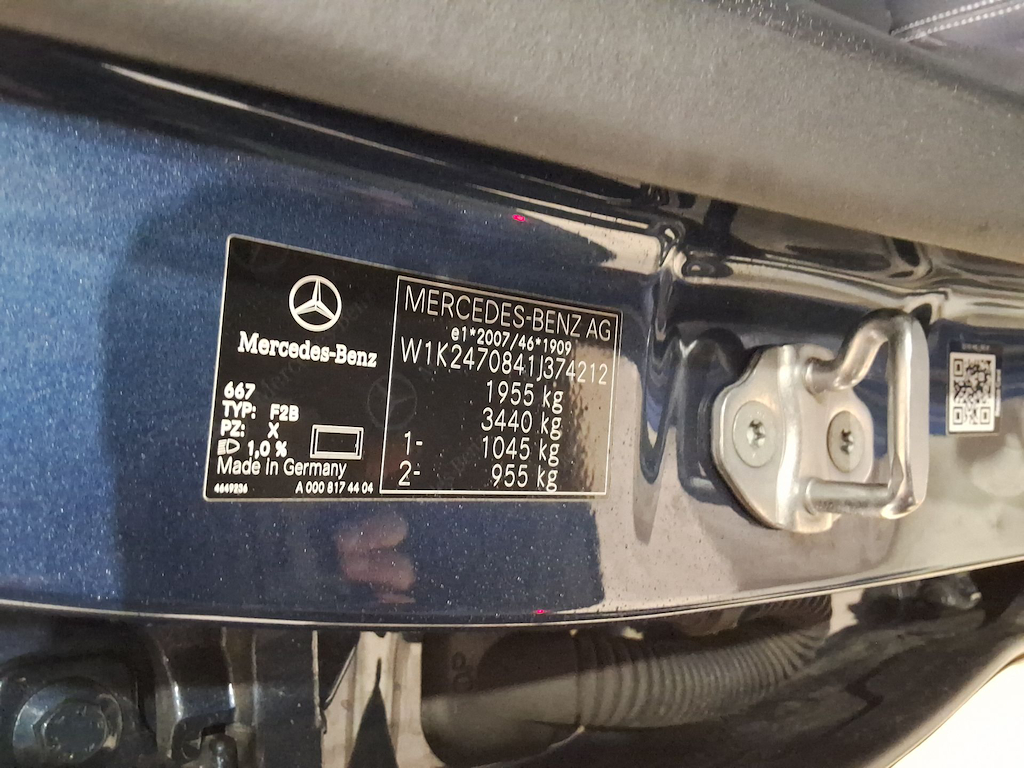 Mercedes-Benz
667
TYP: F2B
PZ: X
1,0 %
Made in Germany
4649236
A 000 817 44 04
MERCEDES-BENZ AG
e1*2007/46*1909
W1K2470841J374212
1955 kg
3440 kg
1- 1045 kg
2- 955 kg